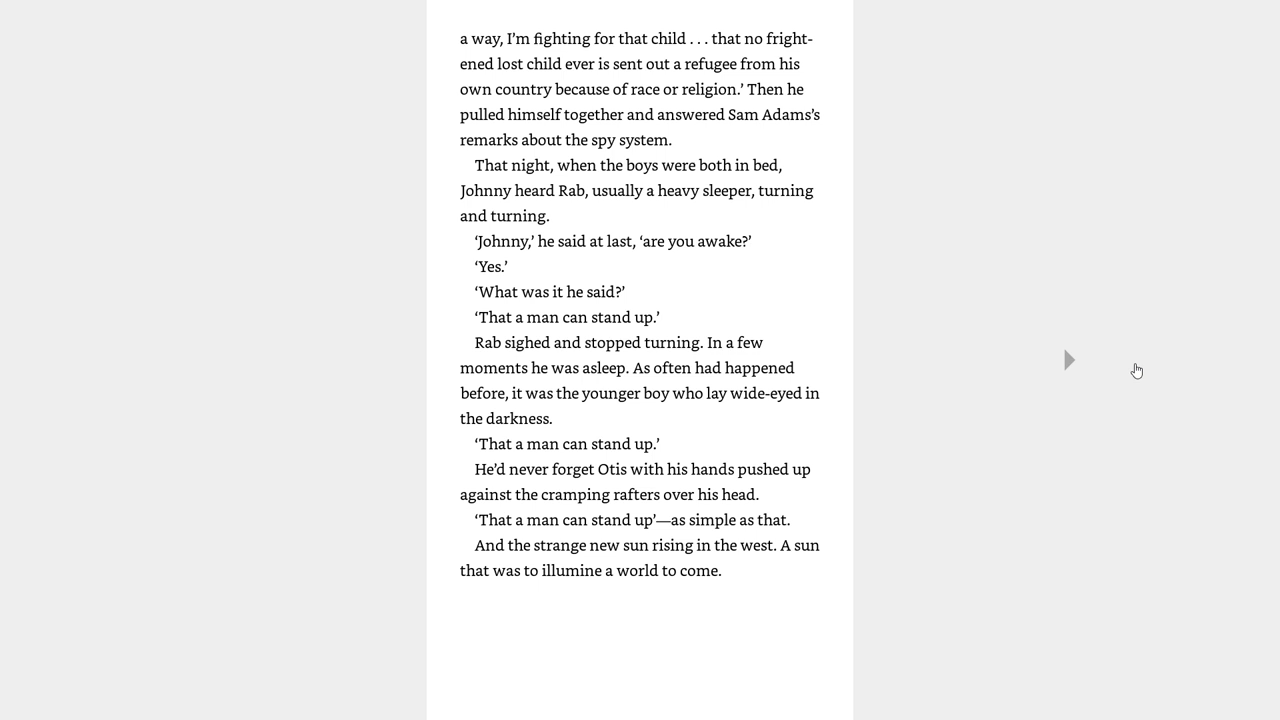 a way, I’m fighting for that child . . . that no fright-
ened lost child ever is sent out a refugee from his
own country because of race or religion.’ Then he
pulled himself together and answered Sam Adams’s
remarks about the spy system.
That night, when the boys were both in bed,
Johnny heard Rab, usually a heavy sleeper, turning
and turning.
‘Johnny,’ he said at last, ‘are you awake?’
‘Yes.’
‘What was it he said?’
‘That a man can stand up.’
Rab sighed and stopped turning. In a few
moments he was asleep. As often had happened
before, it was the younger boy who lay wide-eyed in
the darkness.
‘That a man can stand up.’
He’d never forget Otis with his hands pushed up
against the cramping rafters over his head.
‘That a man can stand up’—as simple as that.
And the strange new sun rising in the west. A sun
that was to illumine a world to come.